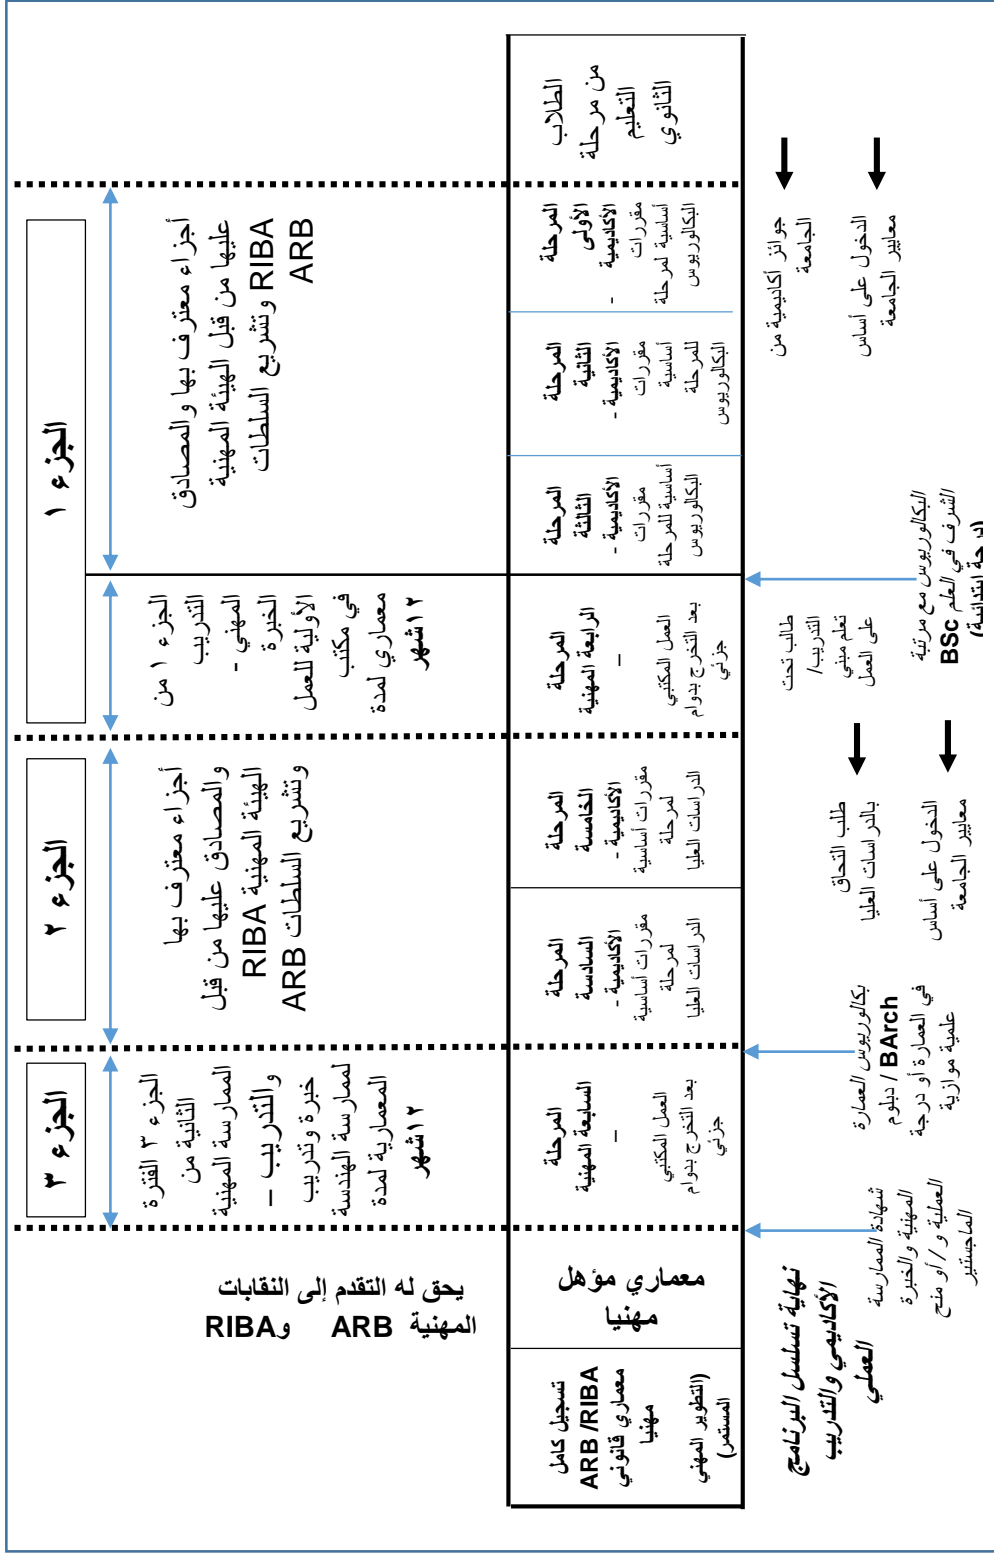 الجزء ١
الجزء ٢
الجزء ٣
أجزاء معترف بها والمصادق
عليها من قبل الهيئة المهنية
RIBA وتشريع السلطات
ARB
الجزء ١ من
التدريب
المهني -
الخبرة
الأولية للعمل
في مكتب
معماري لمدة
١٢شهر
أجزاء معترف بها
والمصادق عليها من قبل
الهيئة المهنية RIBA
وتشريع السلطات ARB
الجزء ٣ الفترة
الثانية من
الممارسة المهنية
والتدريب –
خبرة وتدريب
لممارسة الهندسة
المعمارية لمدة
١٢شهر
يحق له التقدم إلى النقابات
المهنية ARB وRIBA
الطلاب
من مرحلة
التعليم
الثانوي
المرحلة
الأولى
الأكاديمية -
مقررات
أساسية لمرحلة
البكالوريوس
المرحلة
الثانية
الأكاديمية -
مقررات
أساسية
للمرحلة
البكالوريوس
المرحلة
الثالثة
الأكاديمية -
مقررات
أساسية للمرحلة
البكالوريوس
المرحلة
الرابعة المهنية
–
العمل المكتبي
بعد التخرج بدوام
جزئي
المرحلة
الخامسة
الأكاديمية -
مقررات أساسية
لمرحلة
الدراسات العليا
المرحلة
السادسة
الأكاديمية -
مقررات أساسية
لمرحلة
الدراسات العليا
المرحلة
السابعة المهنية
–
العمل المكتبي
بعد التخرج بدوام
جزئي
معماري مؤهل
مهنيا
تسجيل كامل
ARB /RIBA
معماري قانوني
مهنيا
(التطوير المهني
المستمر)
جوائز أكاديمية من
الجامعة
الدخول على أساس
معايير الجامعة
البكالوريوس مع مرتبة
الشرف في العلم BSc
(درجة ابتدائية)
طالب تحت
التدريب/
تعلم مبني
على العمل
طلب التحاق
بالدراسات العليا
الدخول على أساس
معايير الجامعة
بكالوريوس العمارة
BArch / دبلوم
في العمارة أو درجة
علمية موازية
شهادة الممارسة
المهنية والخبرة
العملية و / أو منح
الماجستير
نهاية تسلسل البرنامج
الأكاديمي والتدريب
العملي